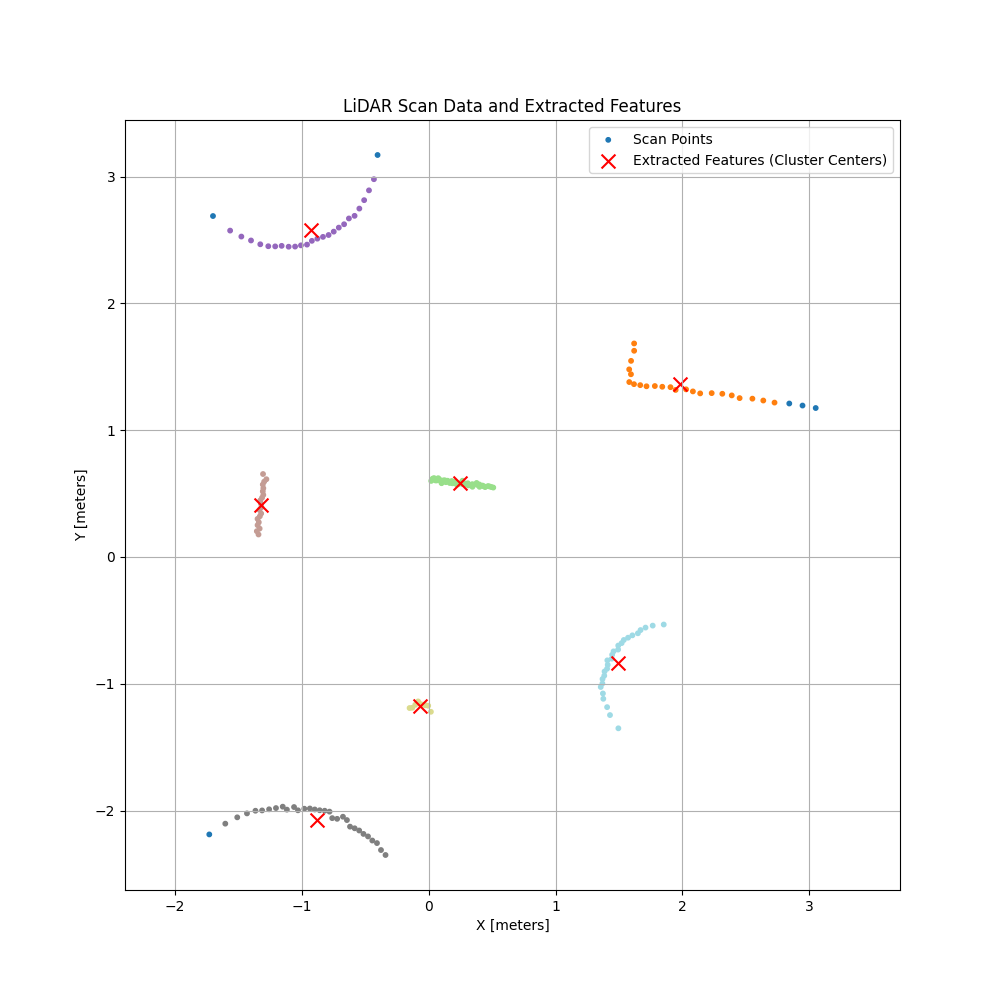 LiDAR Scan Data and Extracted Features
Scan Points
Extracted Features (Cluster Centers)
3
2
1
0
−1
−2
Y [meters]
−2 −1 0 1 2 3
X [meters]